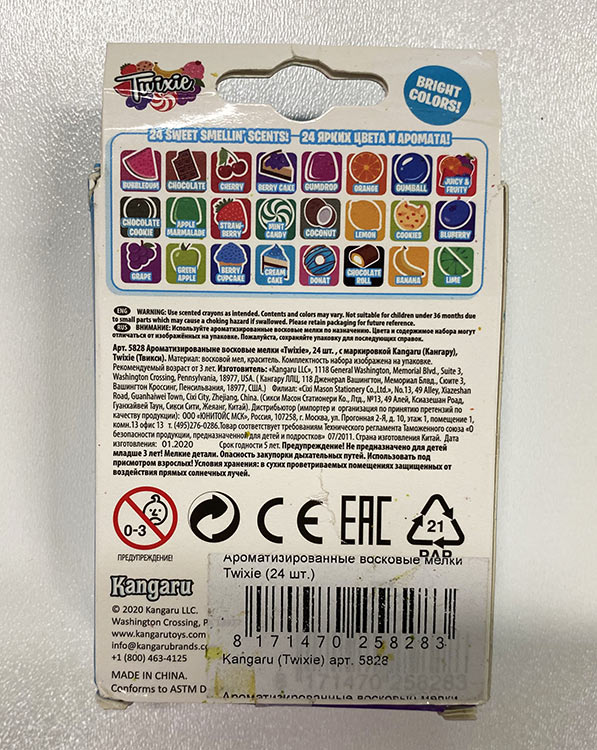 Twixie
BRIGHT
COLORS!
24 SWEET SMELLIN' SCENTS! – 24 ЯРКИХ ЦВЕТА И АРОМАТА!
BUBBLEGUM CHOCOLATE CHERRY BERRY CAKE GUMDROP ORANGE GUMBALL JUICY & FRUITY
CHOCOLATE COOKIE APPLE MARMALADE STRAW-BERRY MINT CANDY COCONUT LEMON COOKIES BLUFERRY
GRAPE GREEN APPLE BERRY CUPCAKE CREAM CAKE DONAT CHOCOLATE ROLL BANANA LIME
ENG WARNING: Use scented crayons as intended. Contents and colors may vary. Not suitable for children under 36 months due
to small parts which may cause a choking hazard if swallowed. Please retain packaging for future reference.
RUS ВНИМАНИЕ: Используйте ароматизированные восковые мелки по назначению. Цвета и содержимое набора могут
отличаться от изображённых на упаковке. Пожалуйста, сохраняйте упаковку для последующих справок.
Арт. 5828 Ароматизированыне восковые мелки «Twixie», 24 шт., с маркировкой Kangaru (Кангару),
Twixie (Твикси). Материал: восковой мел, краситель. Комплектность набора изображена на упаковке.
Рекомендуемый возраст от 3 лет. Изготовитель: «Kangaru LLC», 1118 General Washington, Memorial Blvd., Suite 3,
Washington Crossing, Pennsylvania, 18977, USA. ( Кангару ЛЛЦ, 118 Дженерал Вашингтон, Мемориал Блвд., Сюите 3,
Вашингтон Кроссинг, Пенсильвания, 18977, США) Филиал: «Cixi Mason Stationery Co., Ltd.», No.13, 49 Alley, Xiazeshan
Road, Guanhaiwei Town, Cixi City, Zhejiang, China. (Сикси Масон Статионери Ко., Лтд., №13, 49 Алей, Ксиазешан Роад,
Гуанхайвей Таун, Сикси Сити, Желанг, Китай). Дистрибьютор (импортер и организация по принятию претензий по
качеству продукции): ООО «ЮНИТОЙС МСК», Россия, 107258, г. Москва, ул. Прогонная 2-Я, д. 10, этаж 1, помещение 1,
комн.13 офис 13 т. (495)276-0286.Товар соответствует требованиям Технического регламента Таможенного союза «О
безопасности продукции, предназначенной для детей и подростков» 07/2011. Страна изготовления Китай. Дата
изготовления: 01.2020 Срок годности 5 лет. Предупреждение! Не предназначено для детей
младше 3 лет! Мелкие детали. Опасность закупорки дыхательных путей. Использовать под
присмотром взрослых! Условия хранения: в сухих проветриваемых помещениях защищенных от
воздействия прямых солнечных лучей.
0-3
CE
EAC
21
PAP
ПРЕДУПРЕЖДЕНИЕ!
Kangaru
© 2020 Kangaru LLC.
Washington Crossing, P
www.kangarutoys.com
info@kangarubrands.co
+1 (800) 463-4125
MADE IN CHINA.
Conforms to ASTM D
Ароматизированные восковые мелки
Twixie (24 шт.)
8 171470 258283
Kangaru (Twixie) арт. 5828
Ароматизированные восковый мелки